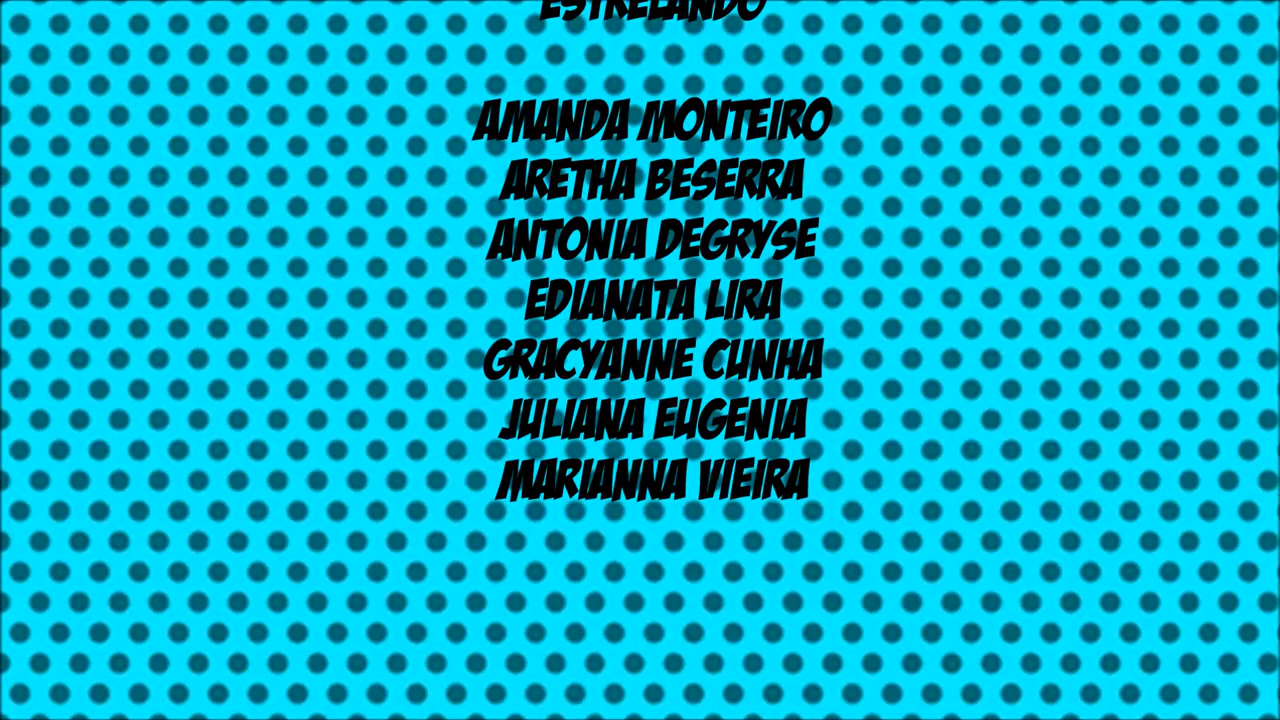 ESTRELANDO
AMANDA MONTEIRO
ARETHA BESERRA
ANTONIA DEGRYSE
EDIANATA LIRA
GRACYANNE CUNHA
JULIANA EUGENIA
MARIANNA VIEIRA